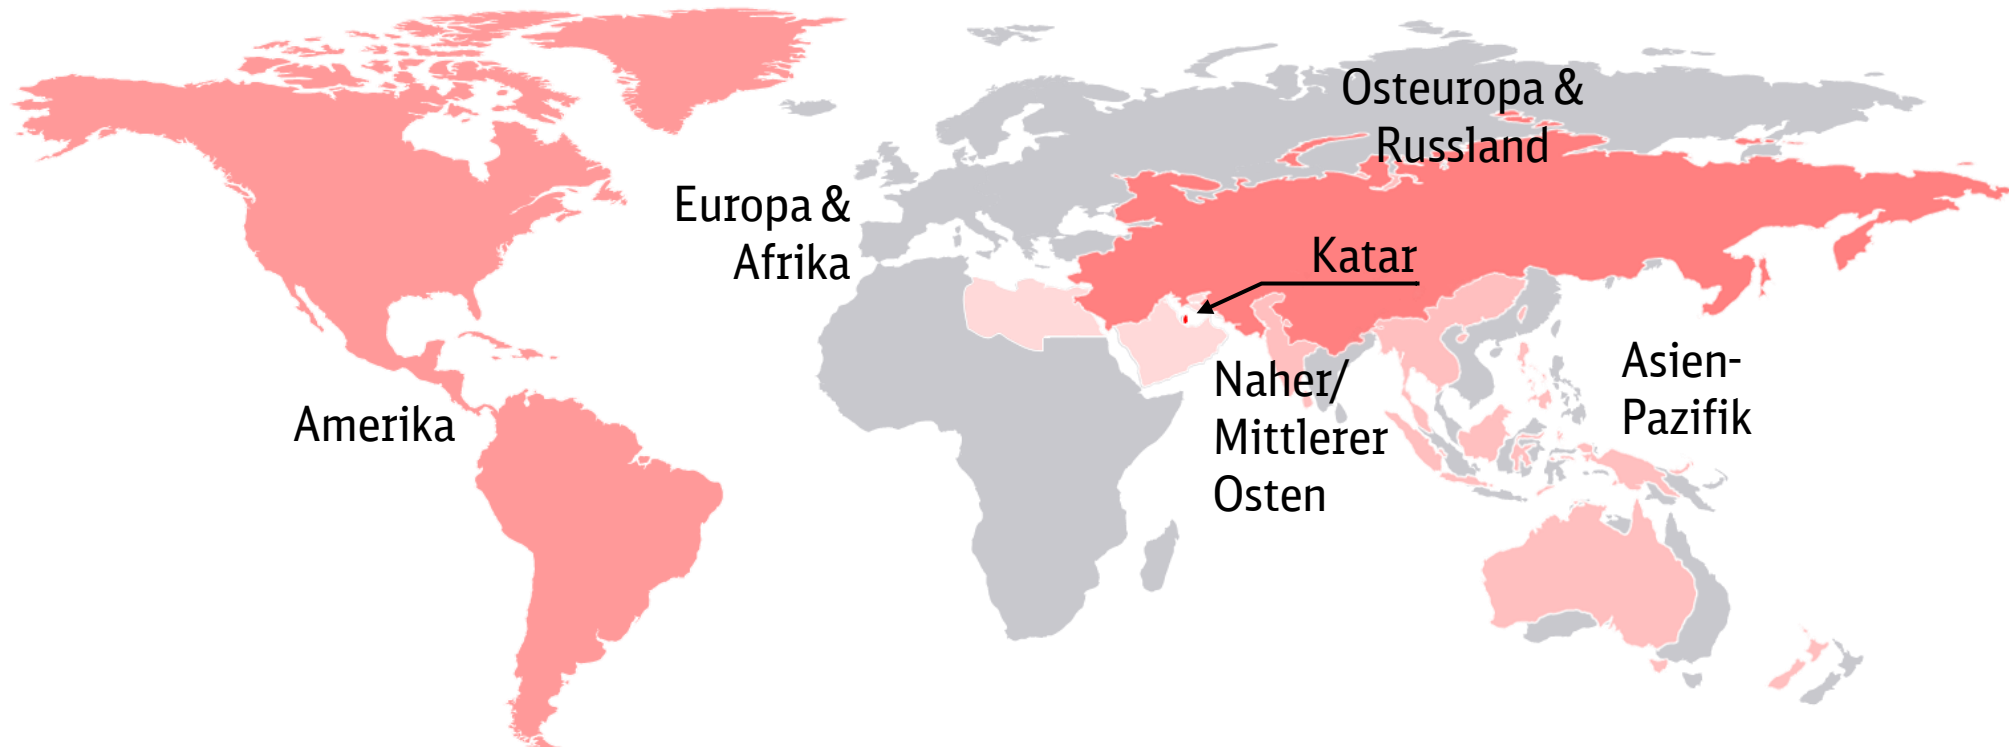 Osteuropa &
Russland
Europa &
Afrika
Katar
Amerika
Naher/
Mittlerer
Osten
Asien-
Pazifik